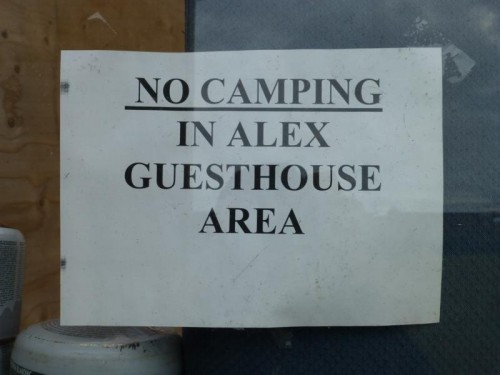 NO CAMPING
IN ALEX
GUESTHOUSE
AREA